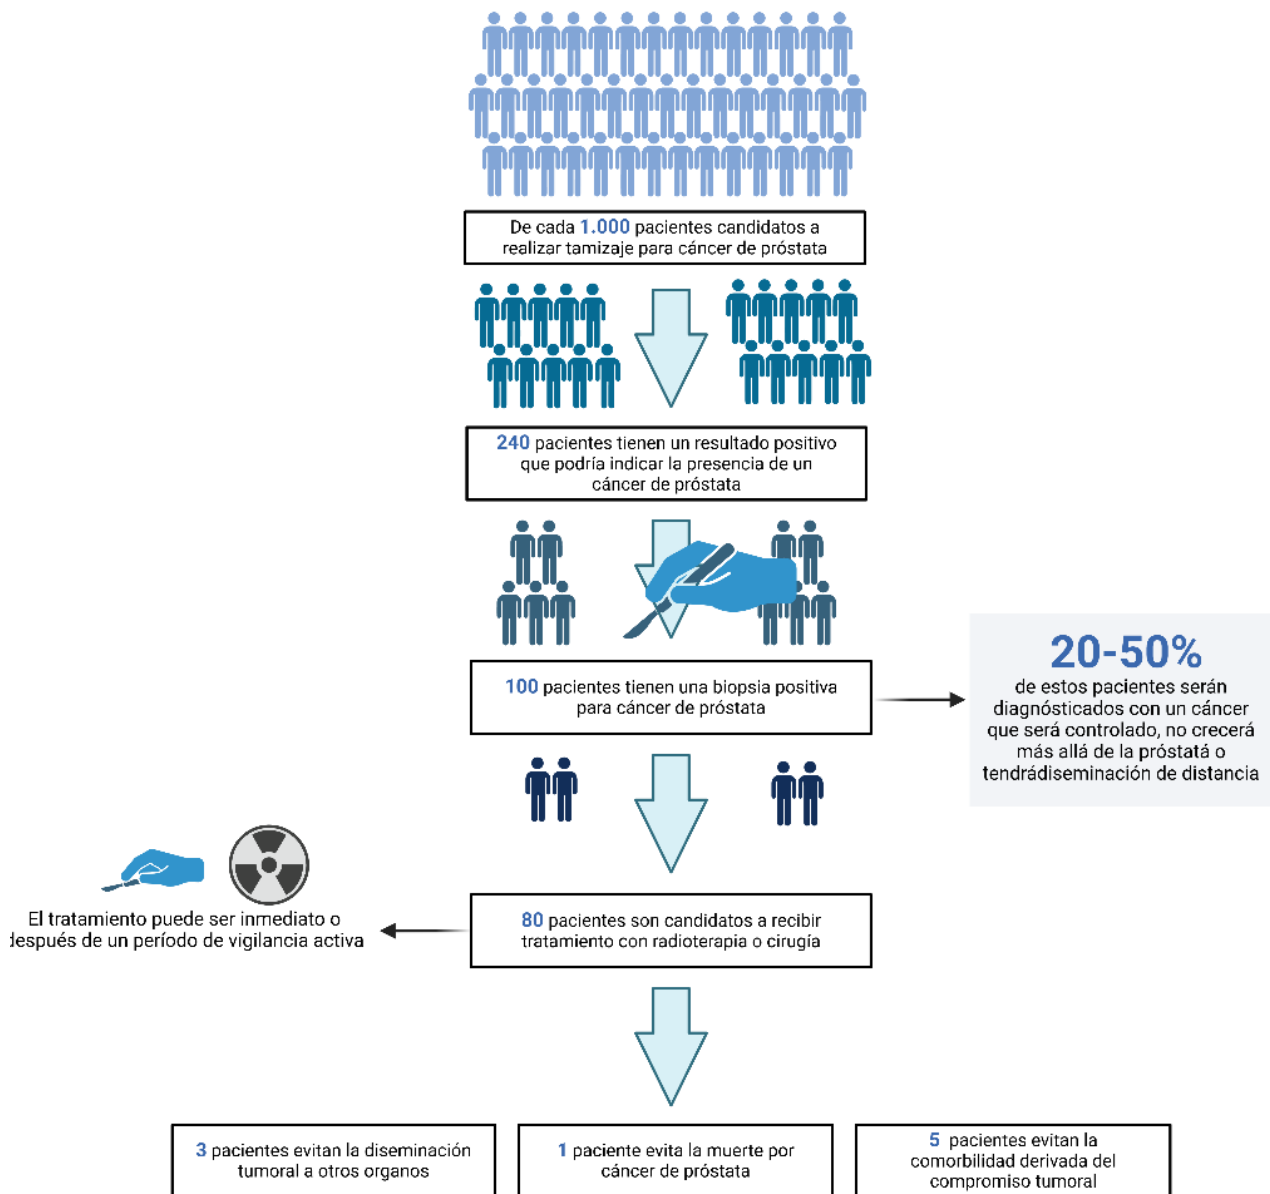 De cada 1.000 pacientes candidatos a
realizar tamizaje para cáncer de próstata
240 pacientes tienen un resultado positivo
que podría indicar la presencia de un
cáncer de próstata
100 pacientes tienen una biopsia positiva
para cáncer de próstata
20-50%
de estos pacientes serán
diagnósticados con un cáncer
que será controlado, no crecerá
más allá de la próstatá o
tendrádiseminación de distancia
80 pacientes son candidatos a recibir
tratamiento con radioterapia o cirugía
El tratamiento puede ser inmediato o
después de un período de vigilancia activa
3 pacientes evitan la diseminación
tumoral a otros organos
1 paciente evita la muerte por
cáncer de próstata
5 pacientes evitan la
comorbilidad derivada del
compromiso tumoral